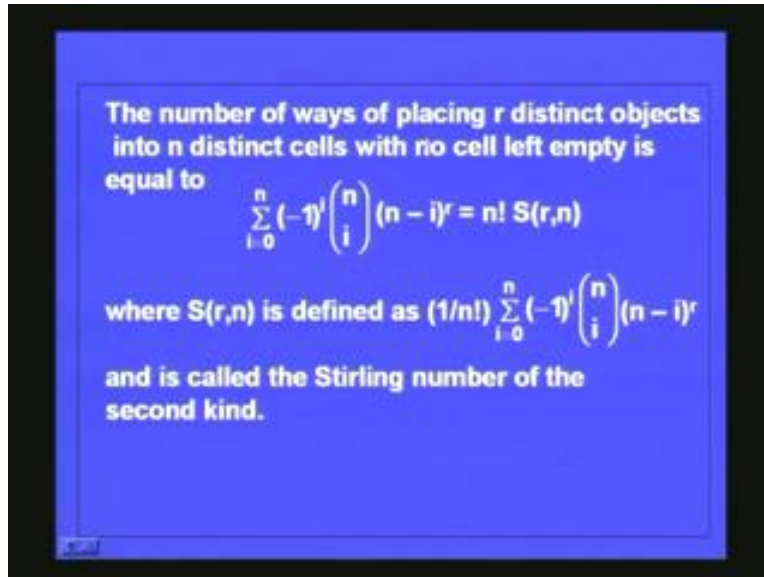 The number of ways of placing r distinct objects
into n distinct cells with no cell left empty is
equal to
n
∑ (–1)^i (n i) (n – i)^r = n! S(r,n)
i=0
where S(r,n) is defined as (1/n!) ∑_{i=0}^{n} (–1)^i (n i) (n – i)^r
and is called the Stirling number of the
second kind.